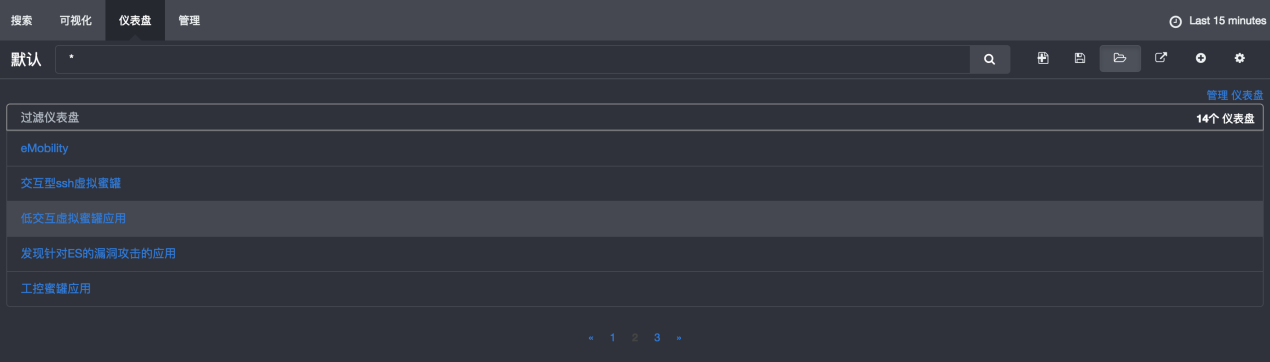 搜索 可视化 仪表盘 管理 Last 15 minutes
默认 *
管理 仪表盘
过滤仪表盘 14个 仪表盘
eMobility
交互型ssh虚拟蜜罐
低交互虚拟蜜罐应用
发现针对ES的漏洞攻击的应用
工控蜜罐应用
« 1 2 3 »